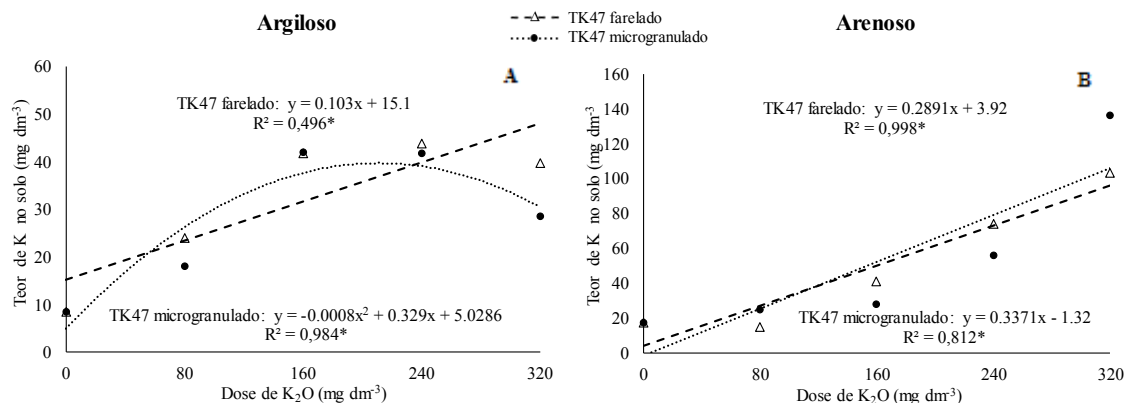 Argiloso
TK47 farelado
TK47 microgranulado
Arenoso
A
TK47 farelado: y = 0.103x + 15.1
R² = 0,496*
TK47 microgranulado: y = -0.0008x² + 0.329x + 5.0286
R² = 0,984*
Teor de K no solo (mg dm⁻³)
60
50
40
30
20
10
0
0 80 160 240 320
Dose de K₂O (mg dm⁻³)
B
TK47 farelado: y = 0.2891x + 3.92
R² = 0,998*
TK47 microgranulado: y = 0.3371x - 1.32
R² = 0,812*
Teor de K no solo (mg dm⁻³)
160
140
120
100
80
60
40
20
0
0 80 160 240 320
Dose de K₂O (mg dm⁻³)